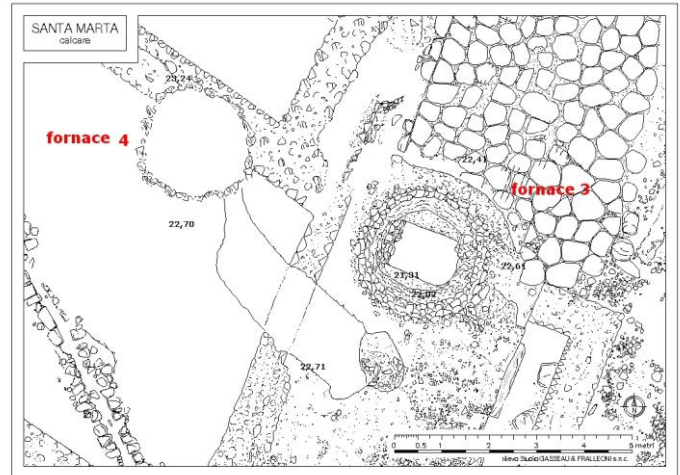 SANTA MARTA
calcara
23,24
fornace 4
22,41
fornace 3
22,70
22,61
21,81
22,02
22,71
N
0 0.5 1 2 3 4 5 metri
rilievo Studio GASSEAU & FRALLEONI s.n.c.